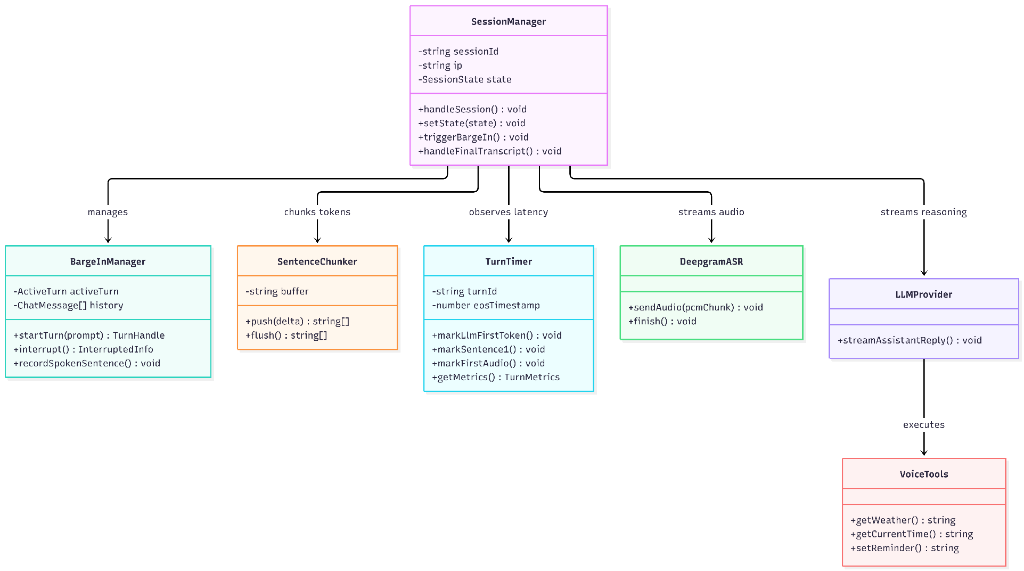 SessionManager
-string sessionId
-string ip
-SessionState state
+handleSession() : void
+setState(state) : void
+triggerBargeIn() : void
+handleFinalTranscript() : void
manages
chunks tokens
observes latency
streams audio
streams reasoning
BargeInManager
-ActiveTurn activeTurn
-ChatMessage[] history
+startTurn(prompt) : TurnHandle
+interrupt() : InterruptedInfo
+recordSpokenSentence() : void
SentenceChunker
-string buffer
+push(delta) : string[]
+flush() : string[]
TurnTimer
-string turnId
-number eosTimestamp
+markLlmFirstToken() : void
+markSentence1() : void
+markFirstAudio() : void
+getMetrics() : TurnMetrics
DeepgramASR
+sendAudio(pcmChunk) : void
+finish() : void
LLMProvider
+streamAssistantReply() : void
executes
VoiceTools
+getWeather() : string
+getCurrentTime() : string
+setReminder() : string